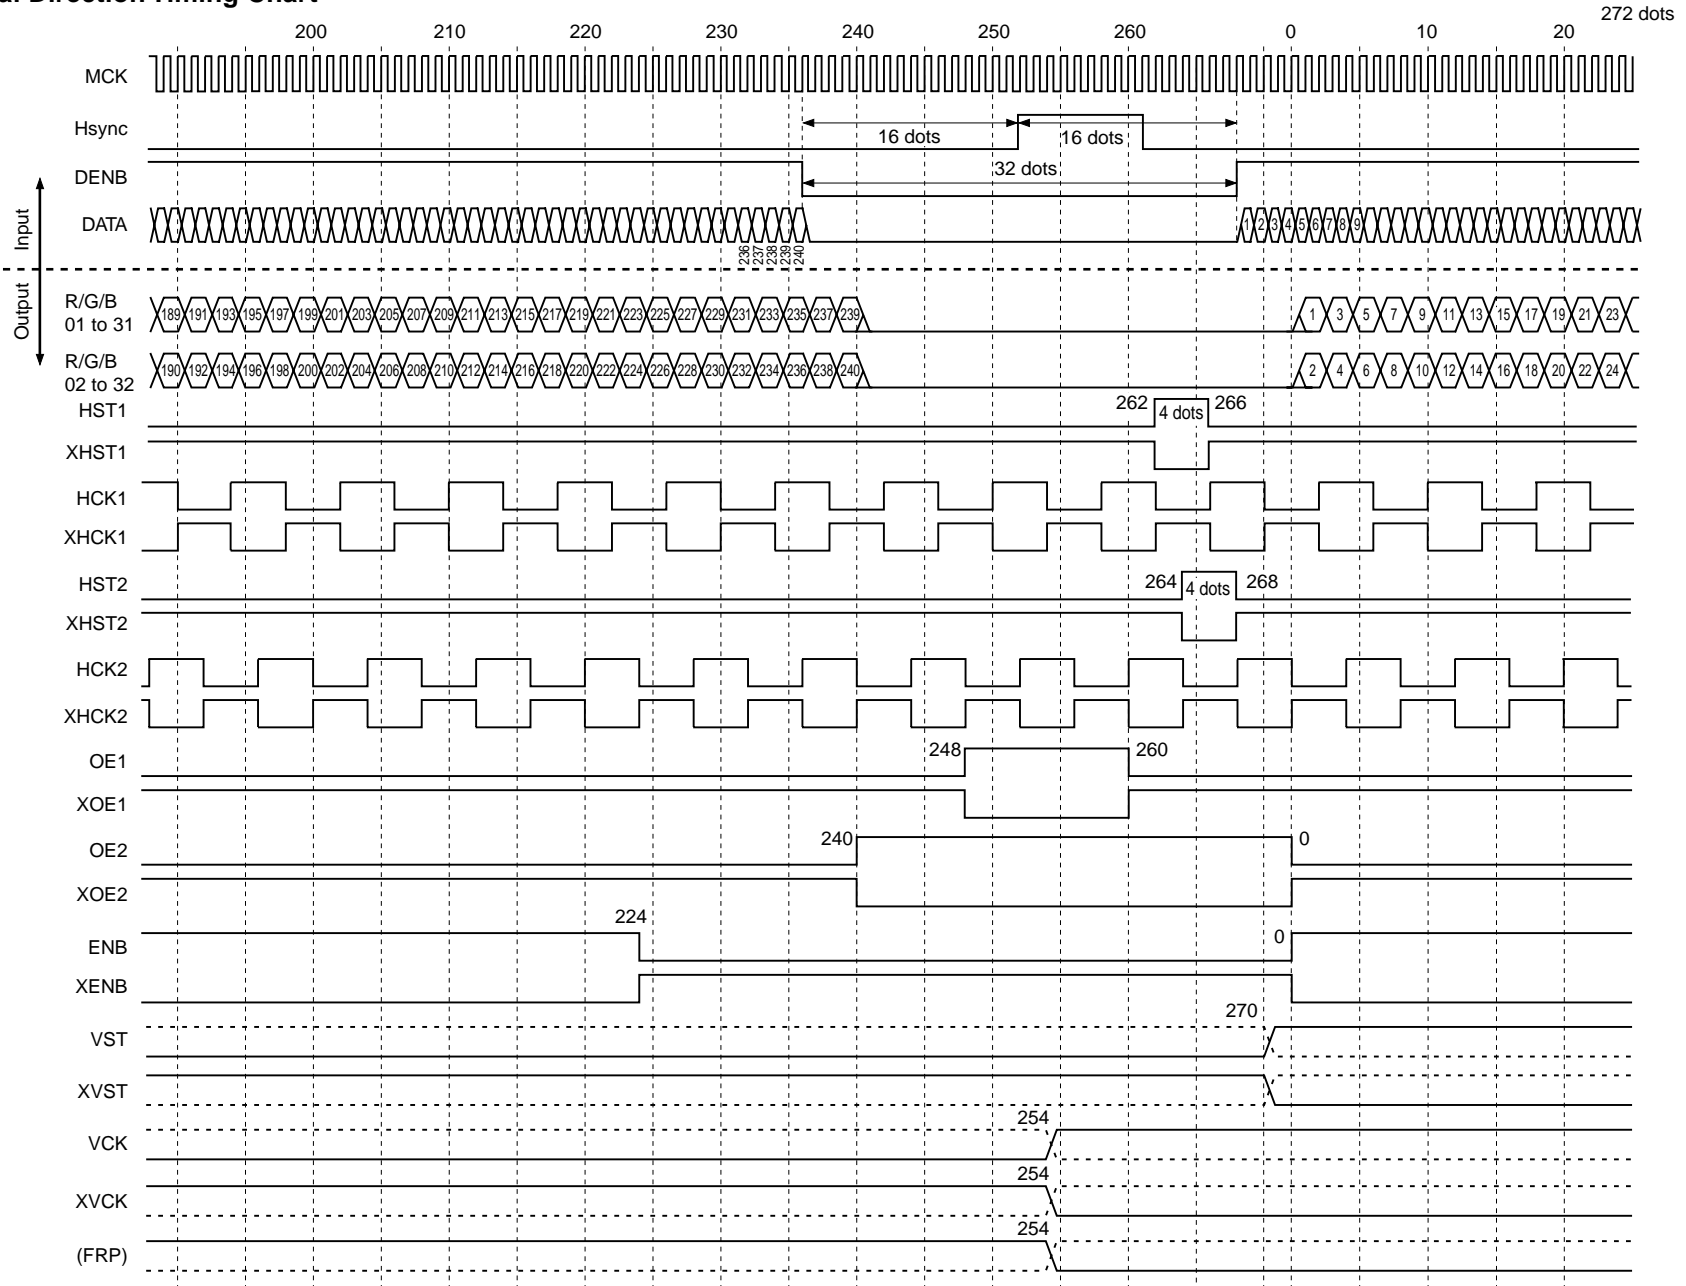 al Direction Timing Chart
272 dots
200 210 220 230 240 250 260 0 10 20
MCK
Hsync
16 dots 16 dots
DENB
32 dots
Input
DATA
1 2 3 4 5 6 7 8 9
236 237 238 239 240
Output
R/G/B
01 to 31
189 191 193 195 197 199 201 203 205 207 209 211 213 215 217 219 221 223 225 227 229 231 233 235 237 239 1 3 5 7 9 11 13 15 17 19 21 23
R/G/B
02 to 32
190 192 194 196 198 200 202 204 206 208 210 212 214 216 218 220 222 224 226 228 230 232 234 236 238 240 2 4 6 8 10 12 14 16 18 20 22 24
HST1
262 4 dots 266
XHST1
HCK1
XHCK1
HST2
264 4 dots 268
XHST2
HCK2
XHCK2
OE1
248 260
XOE1
OE2
240 0
XOE2
224
ENB
0
XENB
270
VST
XVST
254
VCK
254
XVCK
254
(FRP)